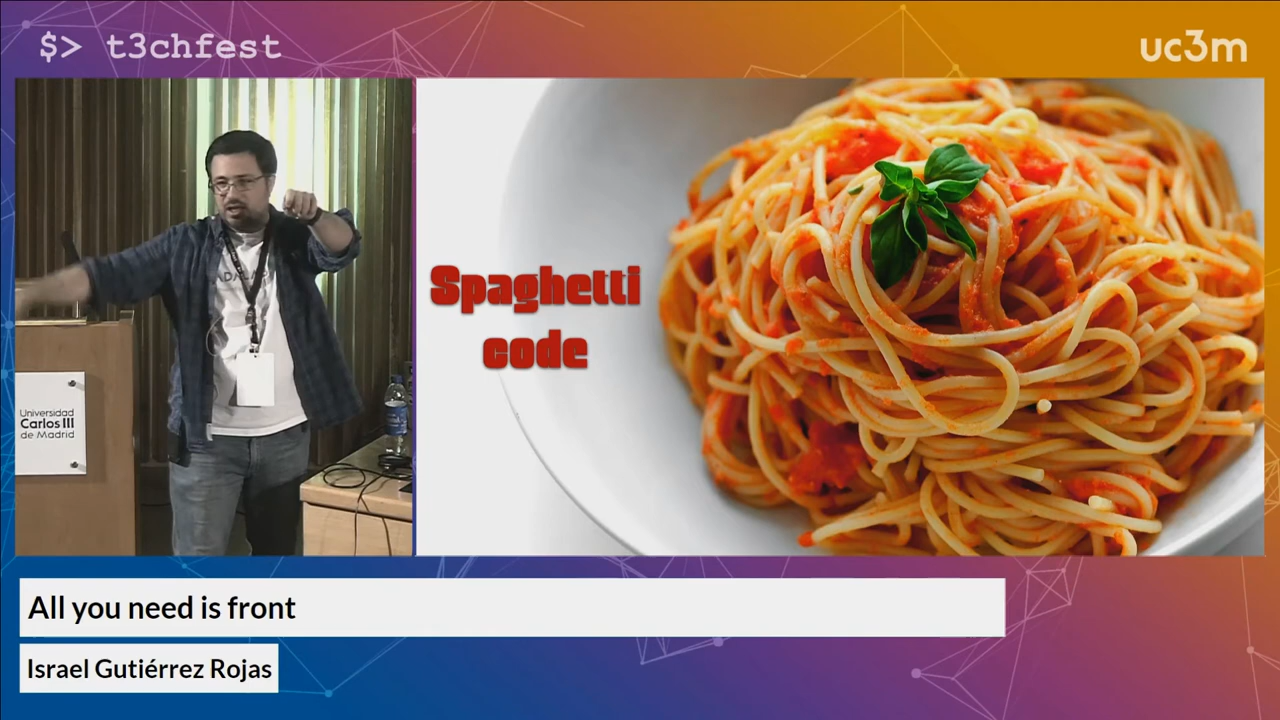 $> t3chfest
uc3m
Universidad
Carlos III
de Madrid
Spaghetti
code
All you need is front
Israel Gutiérrez Rojas